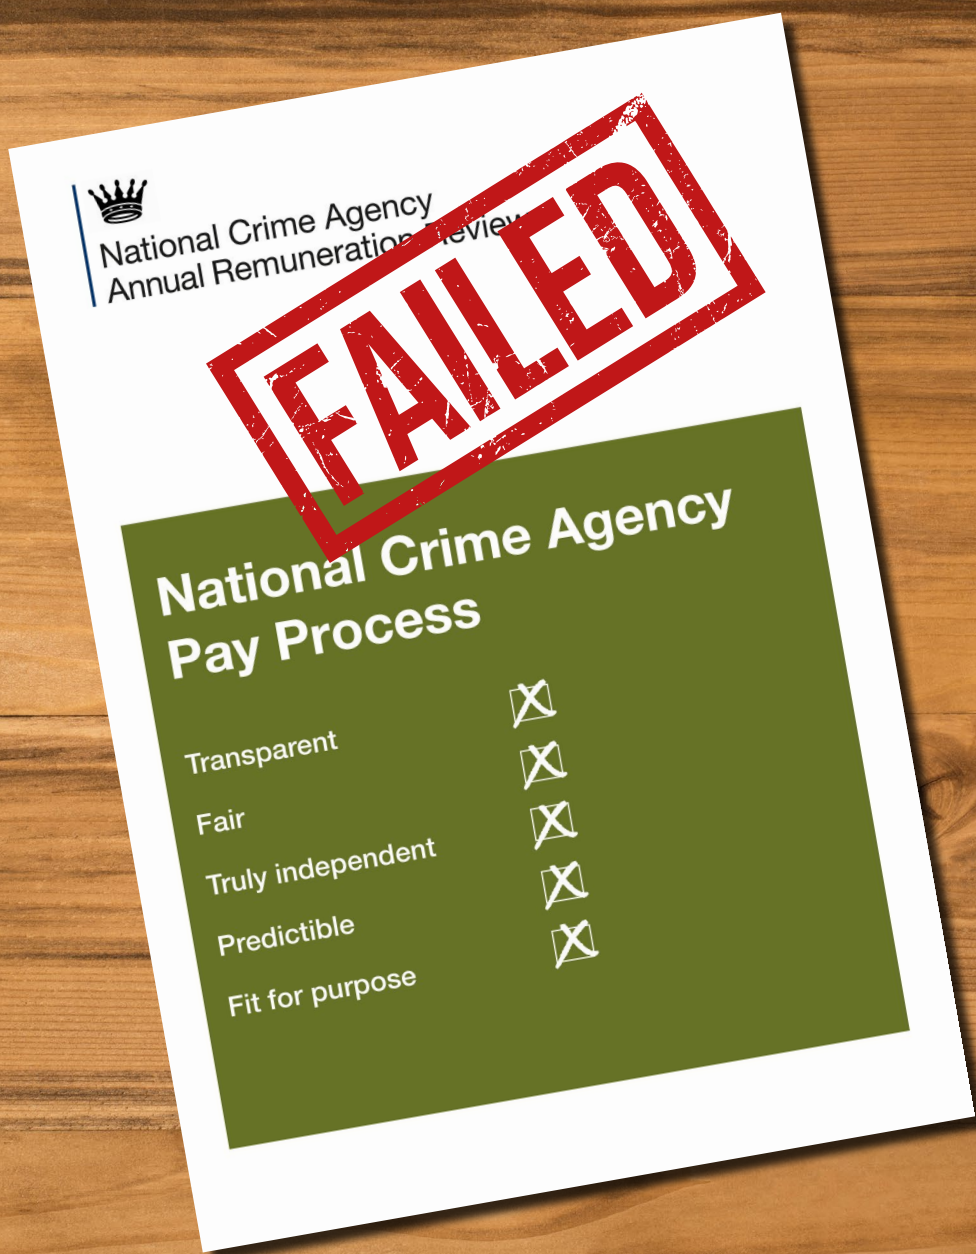 National Crime Agency
Annual Remuneration Review
FAILED
National Crime Agency
Pay Process
Transparent
Fair
Truly independent
Predictible
Fit for purpose